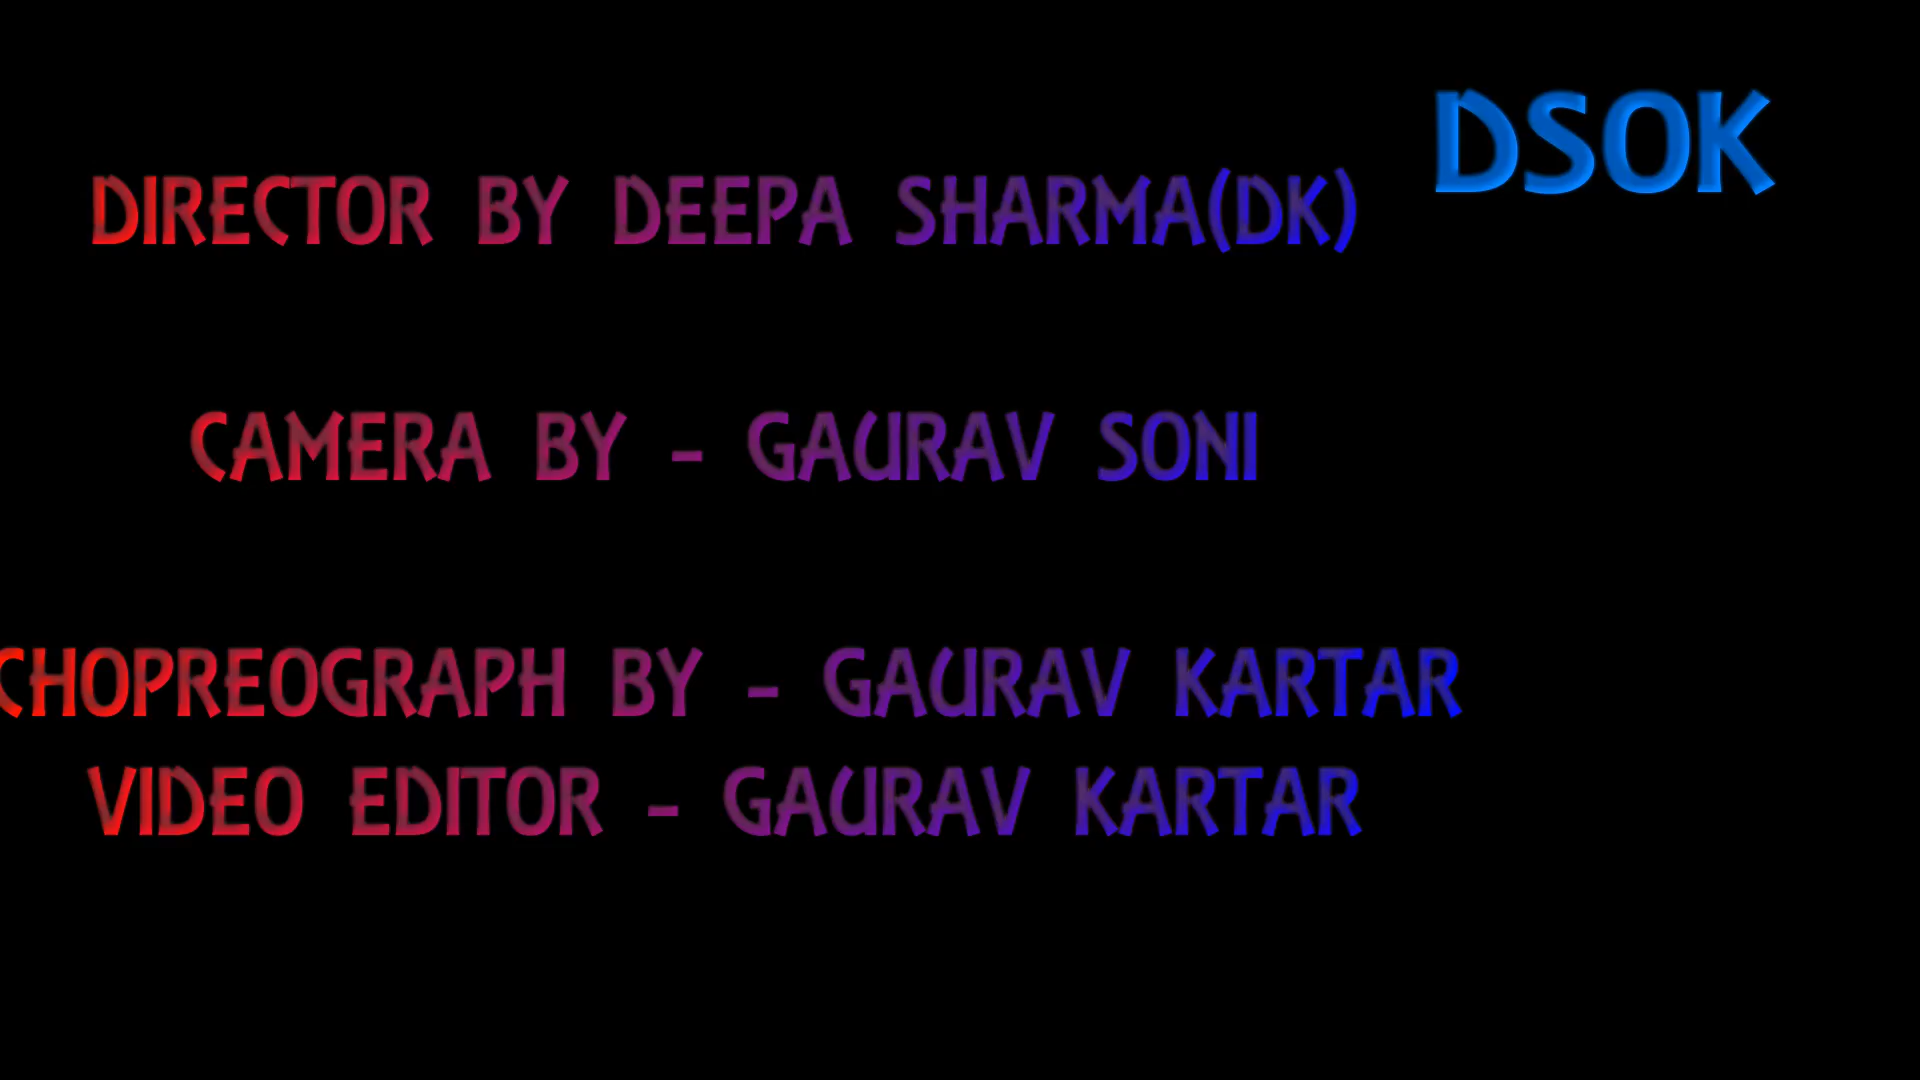 DSOK
DIRECTOR BY DEEPA SHARMA(DK)
CAMERA BY - GAURAV SONI
CHOPREOGRAPH BY - GAURAV KARTAR
VIDEO EDITOR - GAURAV KARTAR